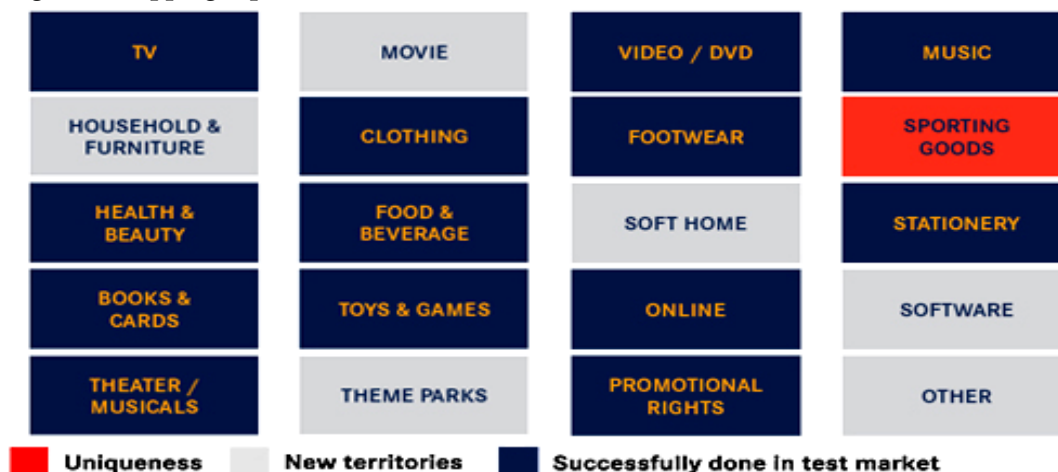 TV
MOVIE
VIDEO / DVD
MUSIC
HOUSEHOLD &
FURNITURE
CLOTHING
FOOTWEAR
SPORTING
GOODS
HEALTH &
BEAUTY
FOOD &
BEVERAGE
SOFT HOME
STATIONERY
BOOKS &
CARDS
TOYS & GAMES
ONLINE
SOFTWARE
THEATER /
MUSICALS
THEME PARKS
PROMOTIONAL
RIGHTS
OTHER
Uniqueness
New territories
Successfully done in test market